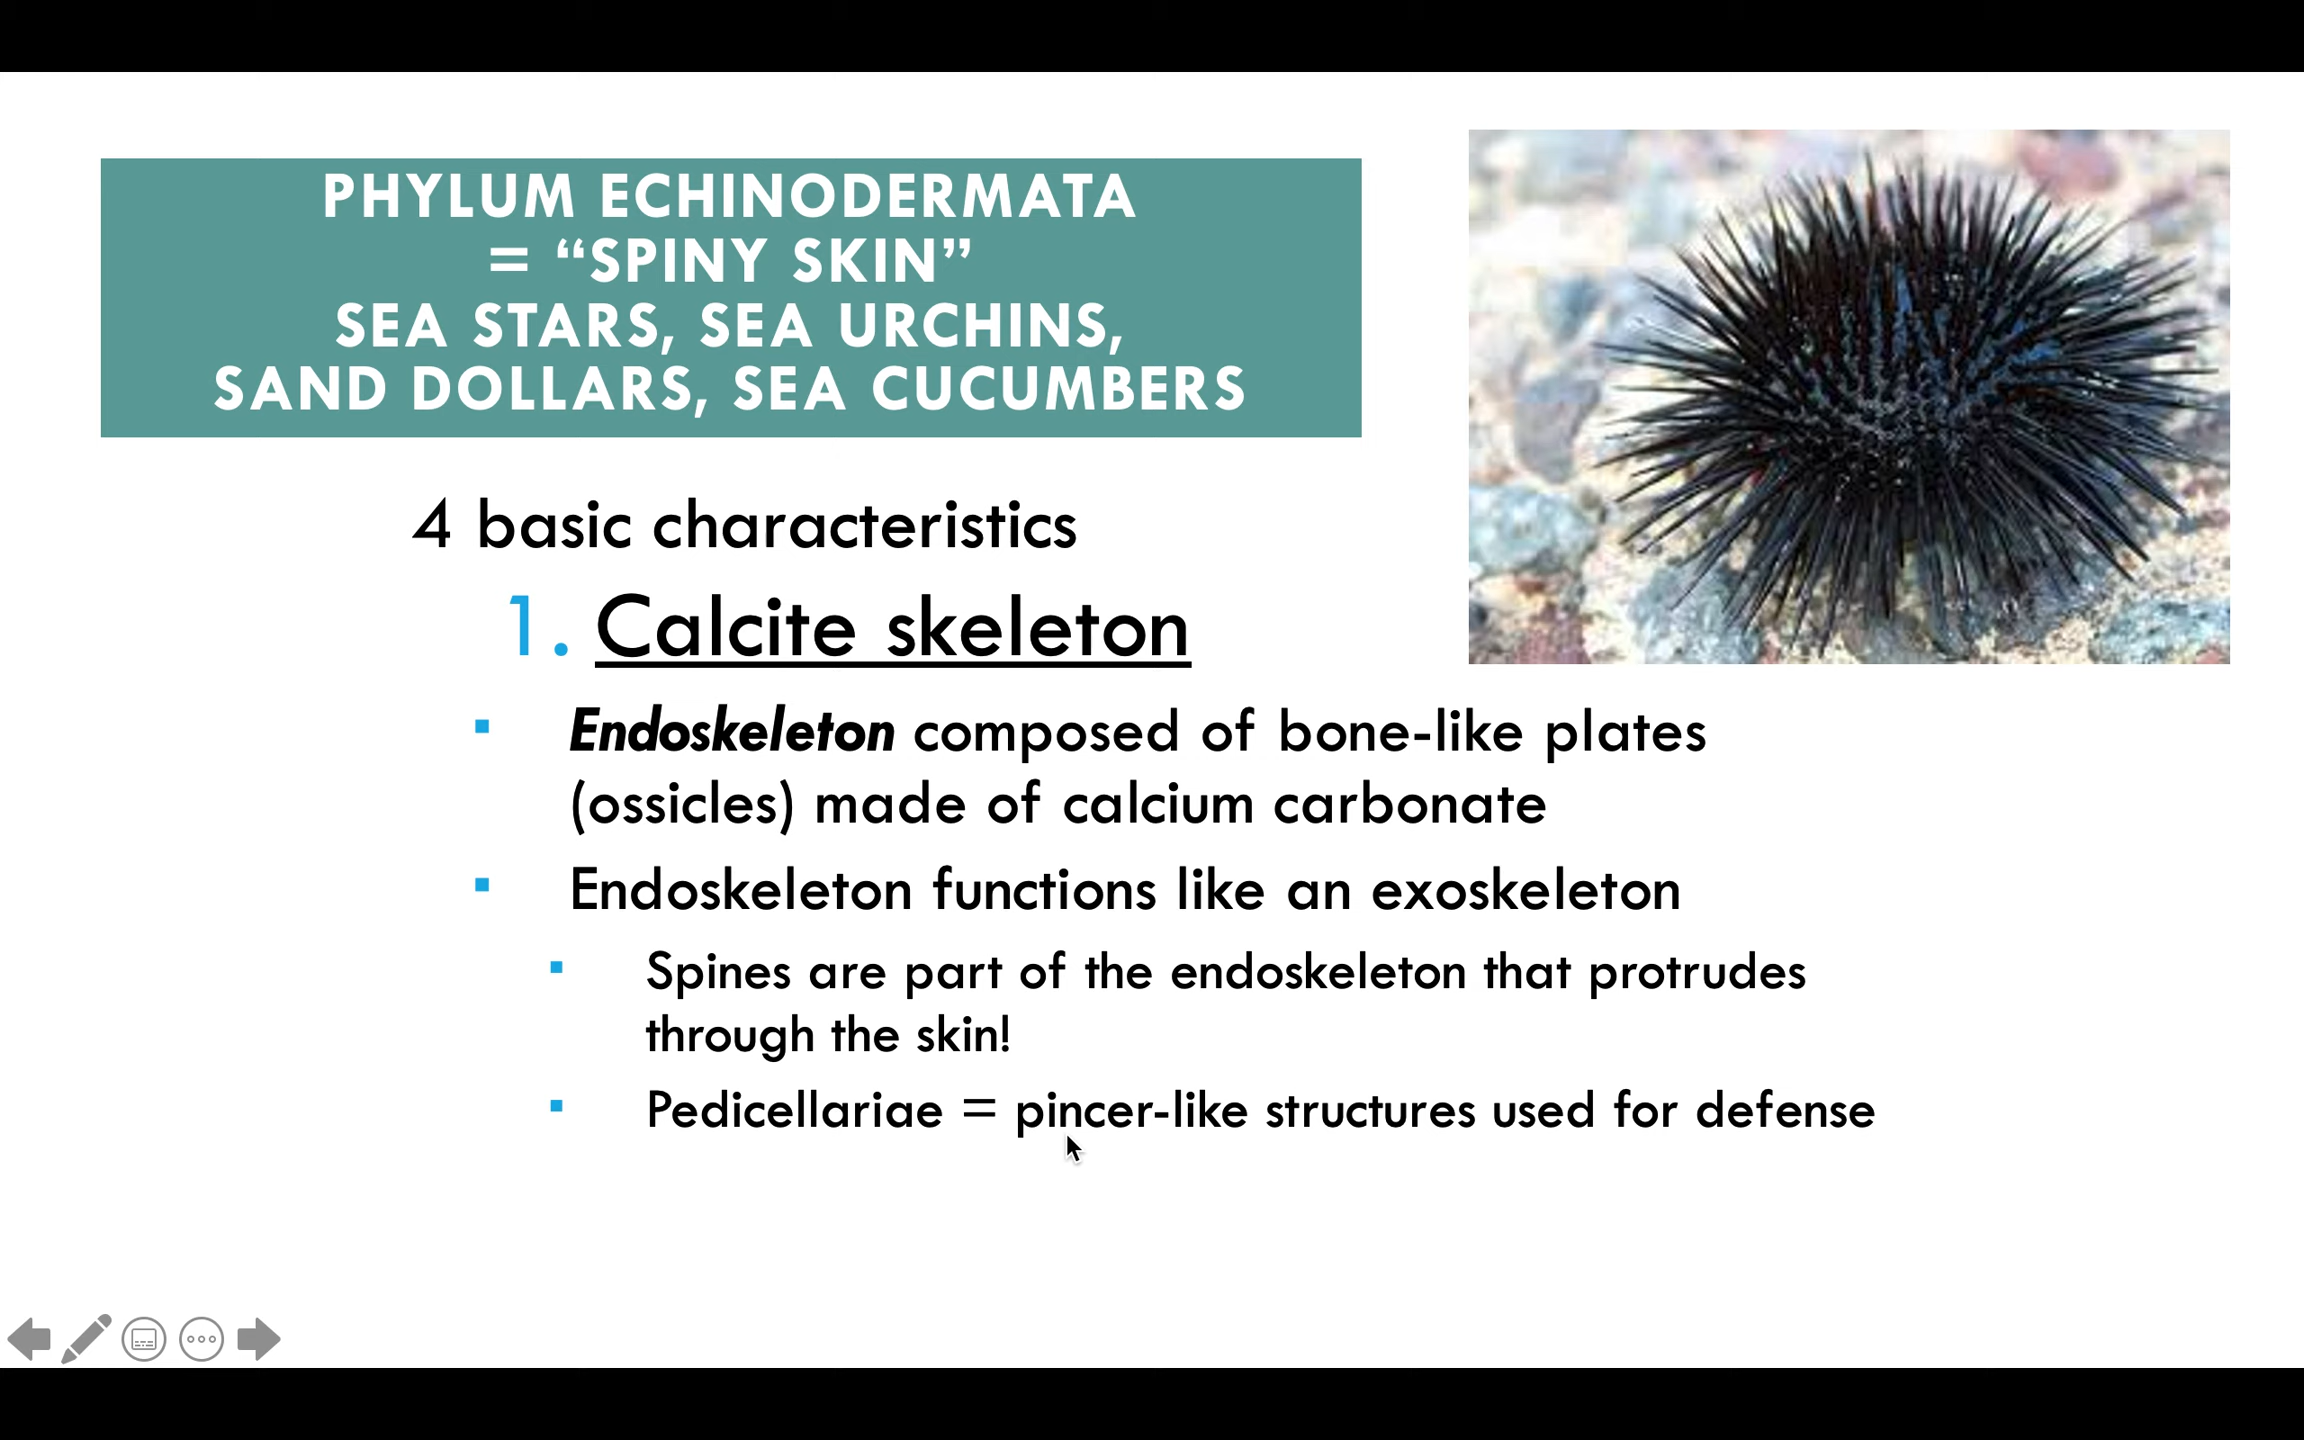 PHYLUM ECHINODERMATA
= “SPINY SKIN”
SEA STARS, SEA URCHINS,
SAND DOLLARS, SEA CUCUMBERS
4 basic characteristics
1. Calcite skeleton
▪ Endoskeleton composed of bone-like plates
(ossicles) made of calcium carbonate
▪ Endoskeleton functions like an exoskeleton
▪ Spines are part of the endoskeleton that protrudes
through the skin!
▪ Pedicellariae = pincer-like structures used for defense